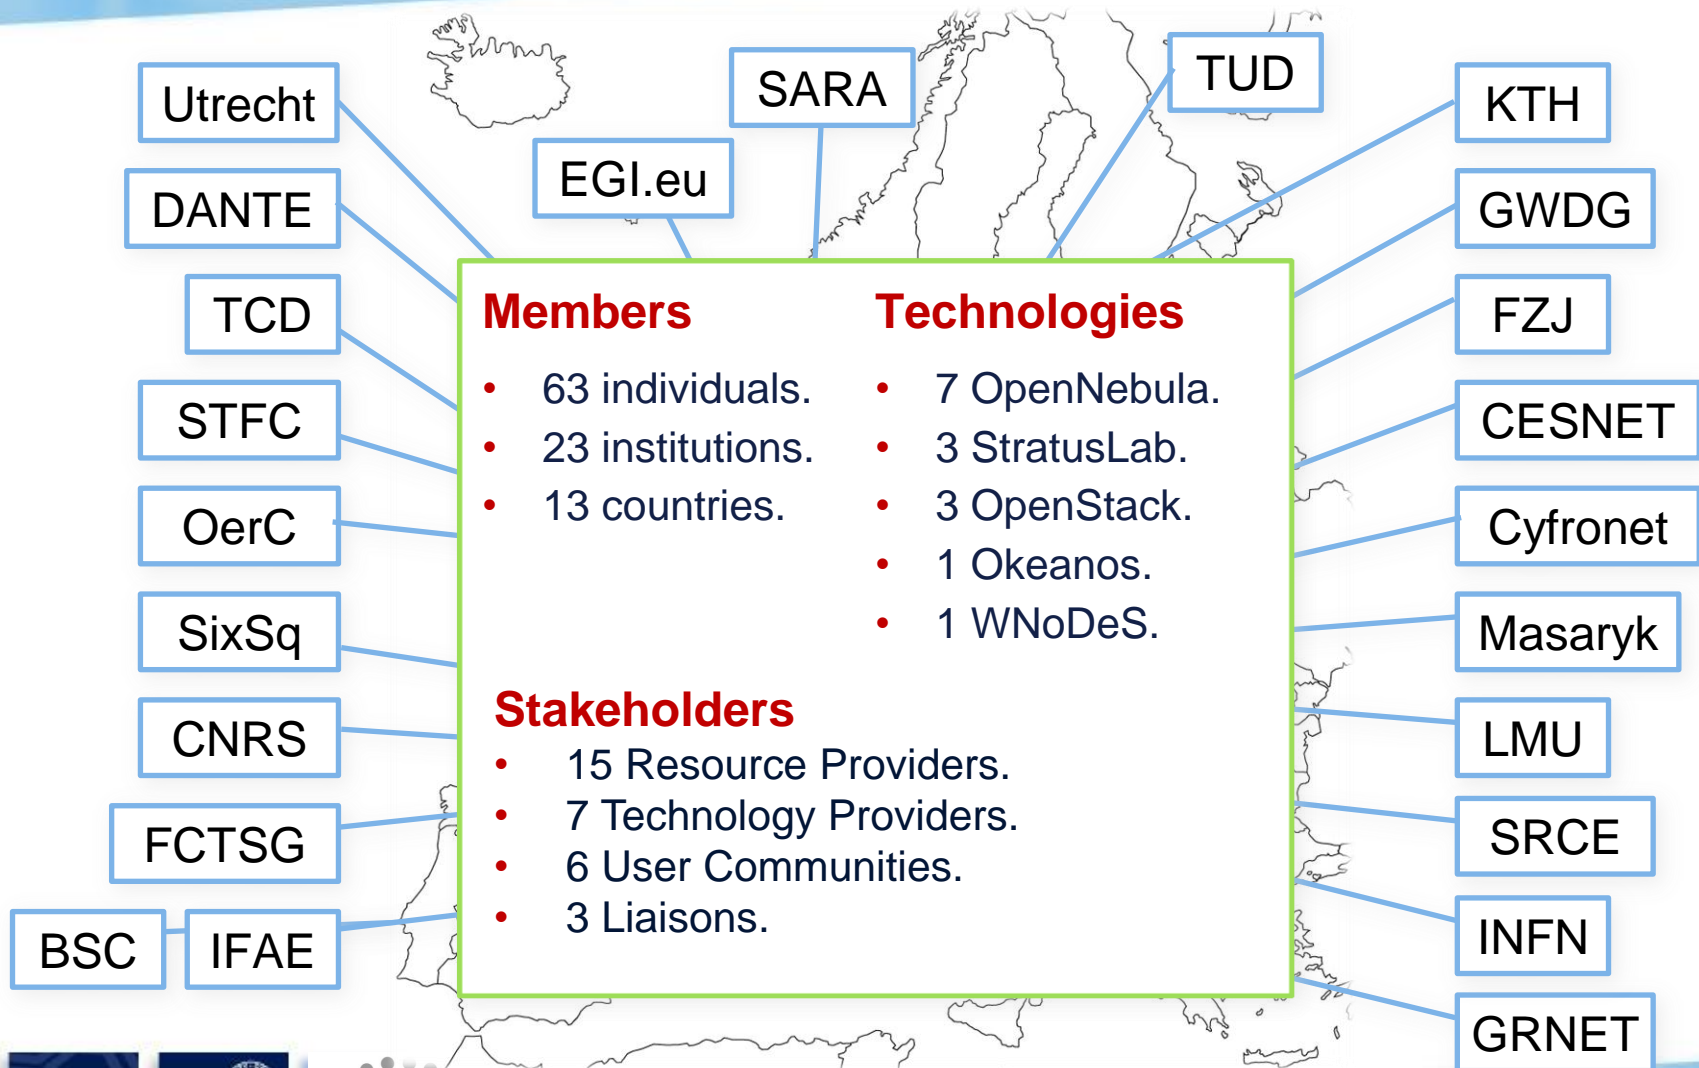 Utrecht
DANTE
TCD
STFC
OerC
SixSq
CNRS
FCTSG
BSC
IFAE
EGI.eu
SARA
TUD
Members
• 63 individuals.
• 23 institutions.
• 13 countries.
Technologies
• 7 OpenNebula.
• 3 StratusLab.
• 3 OpenStack.
• 1 Okeanos.
• 1 WNoDeS.
Stakeholders
• 15 Resource Providers.
• 7 Technology Providers.
• 6 User Communities.
• 3 Liaisons.
KTH
GWDG
FZJ
CESNET
Cyfronet
Masaryk
LMU
SRCE
INFN
GRNET